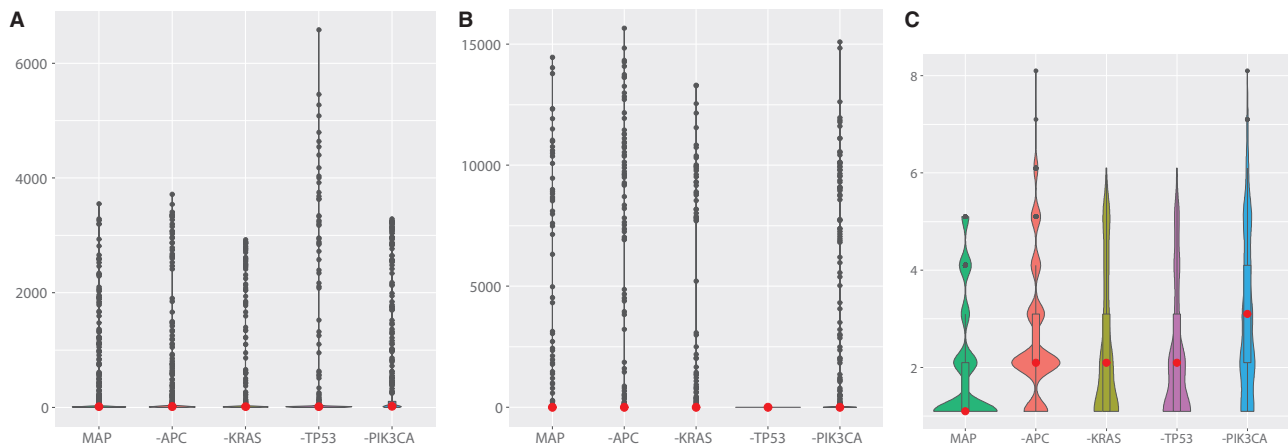 A
6000
4000
2000
0
MAP -APC -KRAS -TP53 -PIK3CA
B
15000
10000
5000
0
MAP -APC -KRAS -TP53 -PIK3CA
C
8
6
4
2
MAP -APC -KRAS -TP53 -PIK3CA